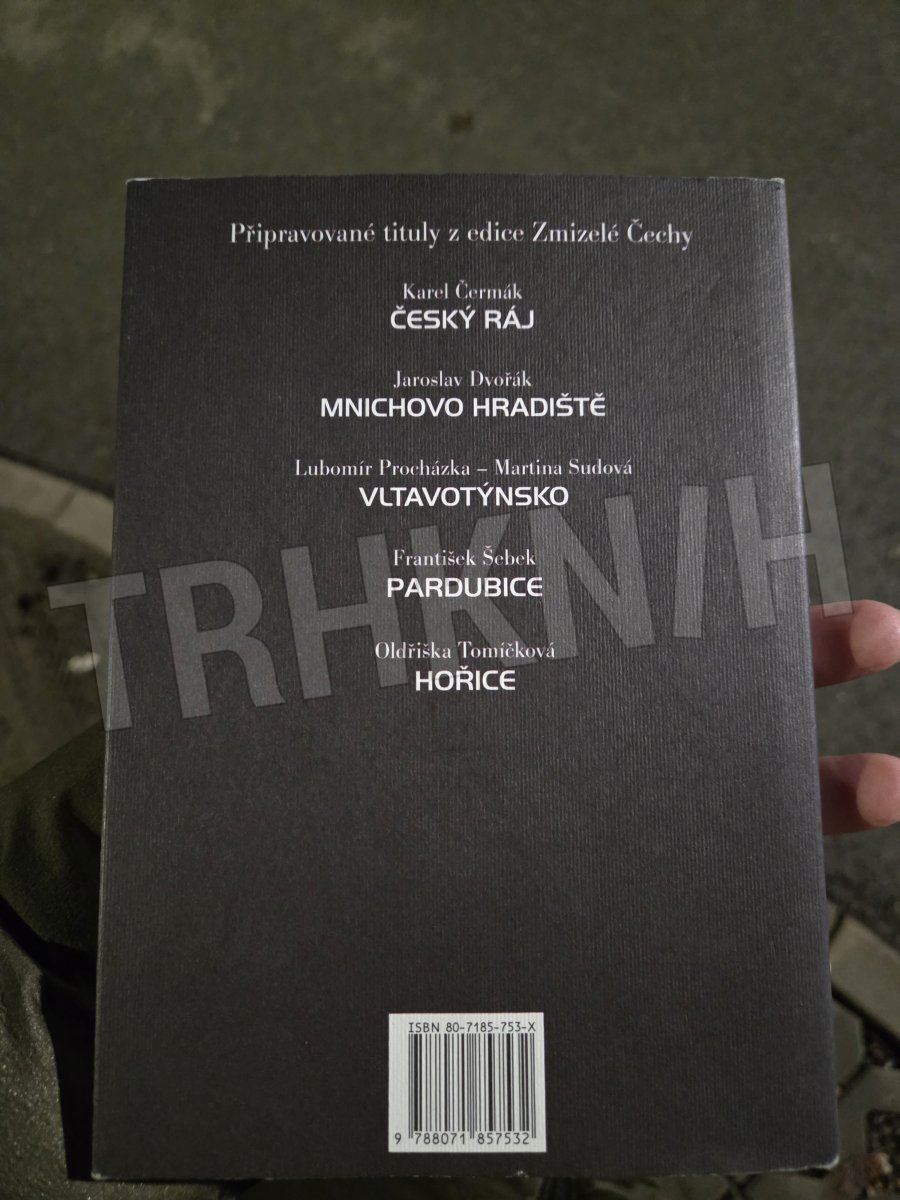 Připravované tituly z edice Zmizelé Čechy
Karel Čermák
ČESKÝ RÁJ
Jaroslav Dvořák
MNICHOVO HRADIŠTĚ
Lubomír Procházka – Martina Sudová
VLTAVOTÝNSKO
TRHKNIH
František Šebek
PARDUBICE
Oldřiška Tomíčková
HOŘICE
ISBN 80-7185-753-X
9 788071 857532